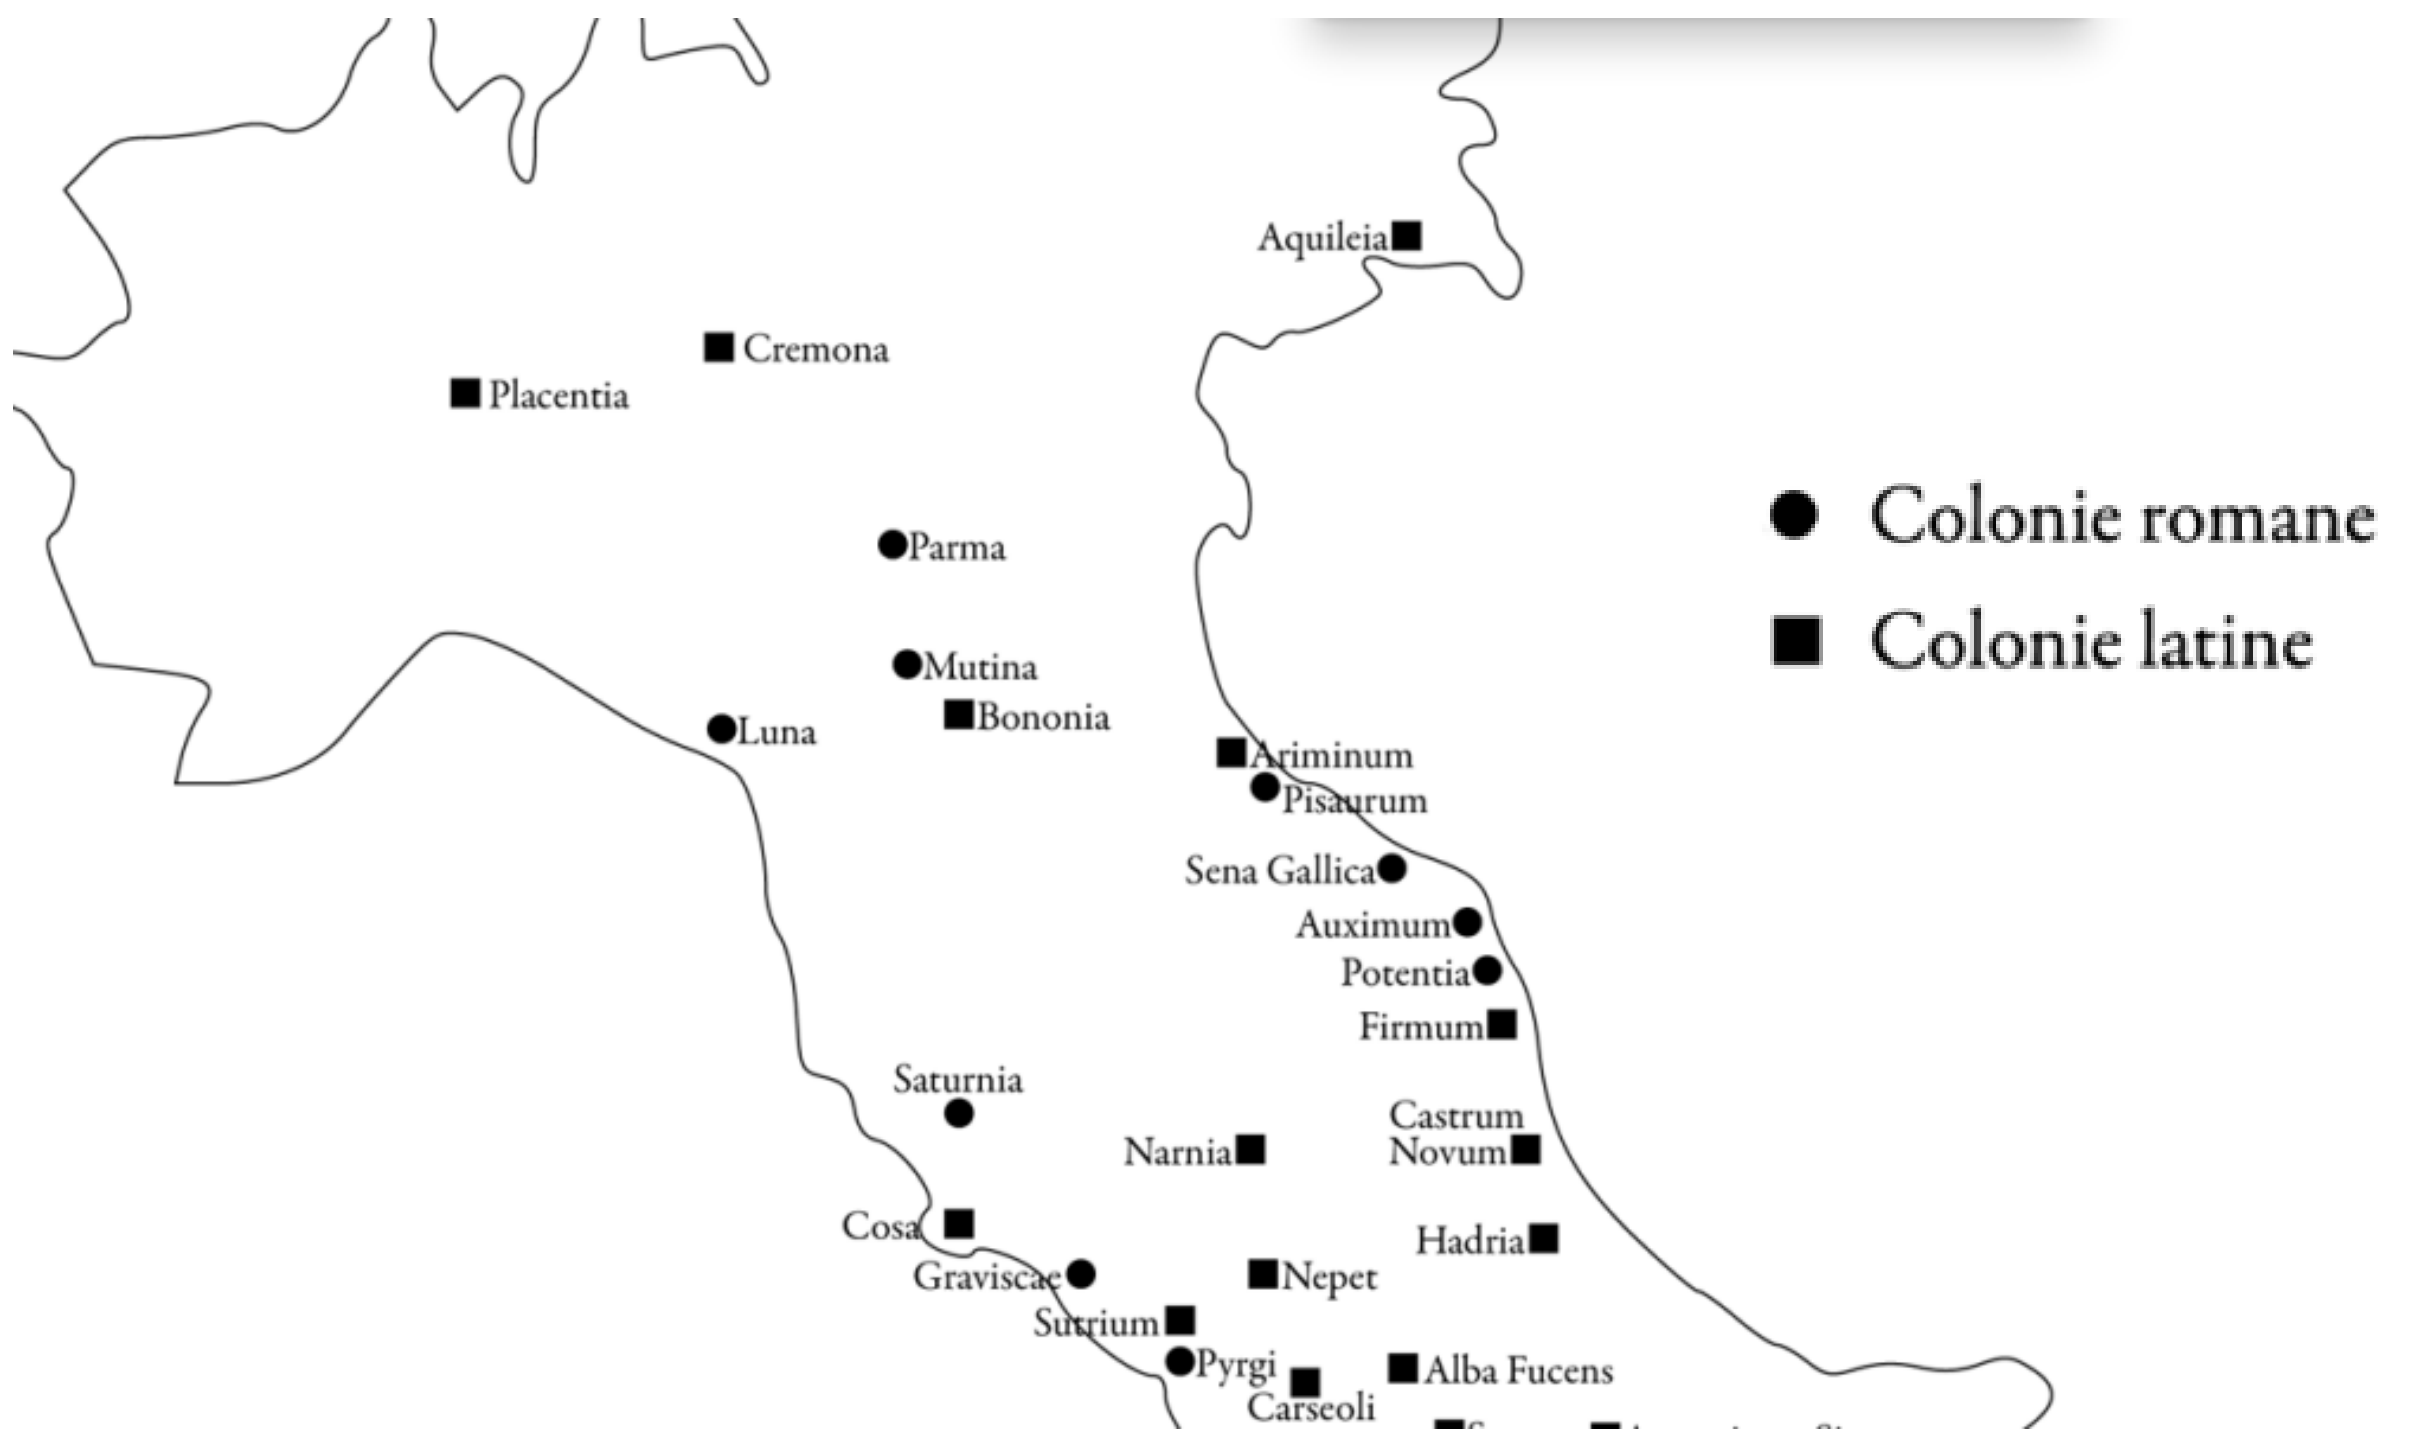 Aquileia
Cremona
Placentia
Colonie romane
Parma
Colonie latine
Mutina
Bononia
Luna
Ariminum
Pisaurum
Sena Gallica
Auximum
Potentia
Firmum
Saturnia
Castrum
Novum
Narnia
Cosa
Hadria
Graviscae
Nepet
Sutrium
Pyrgi
Alba Fucens
Carseoli